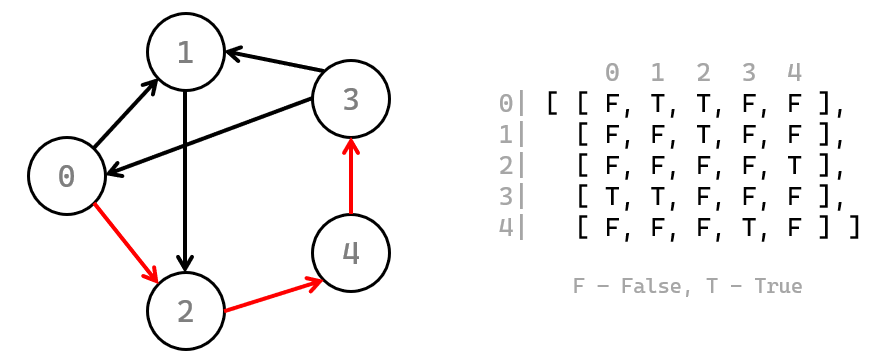 1
3
0
4
2
0 1 2 3 4
0| [ [ F, T, T, F, F ],
1| [ F, F, T, F, F ],
2| [ F, F, F, F, T ],
3| [ T, T, F, F, F ],
4| [ F, F, F, T, F ] ]
F – False, T – True